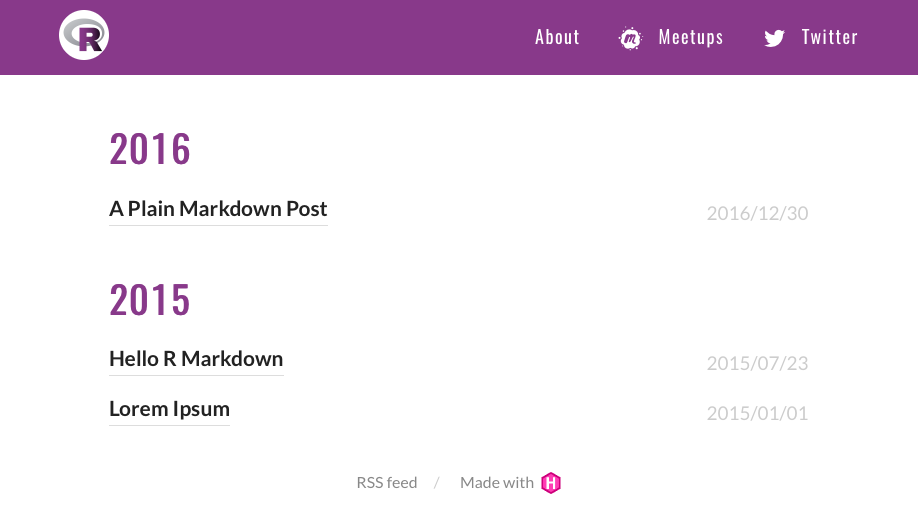 R
About Meetups Twitter
2016
A Plain Markdown Post 2016/12/30
2015
Hello R Markdown 2015/07/23
Lorem Ipsum 2015/01/01
RSS feed / Made with H